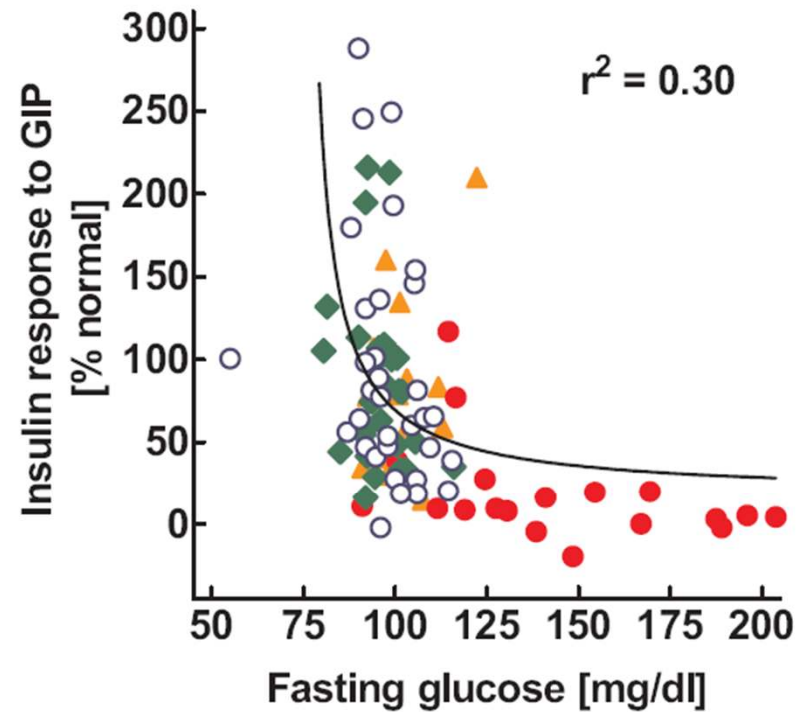 300
250
200
150
100
50
0
Insulin response to GIP
[% normal]
r² = 0.30
50 75 100 125 150 175 200
Fasting glucose [mg/dl]